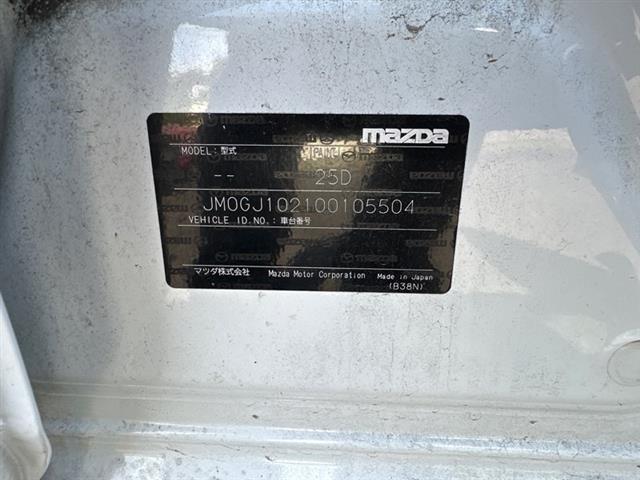 mazda
MODEL: 型式
-- 25D
JM0GJ102100105504
VEHICLE ID.NO.: 車台番号
マツダ株式会社 Mazda Motor Corporation Made in Japan
(B38N)